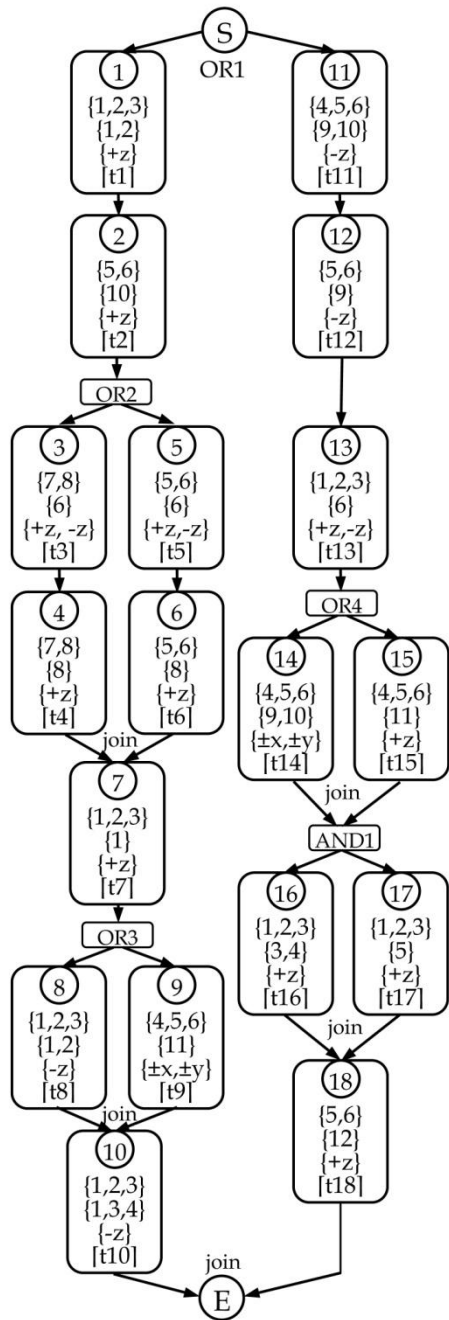 S
OR1
1
{1,2,3}
{1,2}
{+z}
⌈t1⌉
11
{4,5,6}
{9,10}
{-z}
⌈t11⌉
2
{5,6}
{10}
{+z}
⌈t2⌉
12
{5,6}
{9}
{-z}
⌈t12⌉
OR2
3
{7,8}
{6}
{+z, -z}
⌈t3⌉
5
{5,6}
{6}
{+z,-z}
⌈t5⌉
13
{1,2,3}
{6}
{+z,-z}
⌈t13⌉
4
{7,8}
{8}
{+z}
⌈t4⌉
6
{5,6}
{8}
{+z}
⌈t6⌉
join
OR4
14
{4,5,6}
{9,10}
{±x,±y}
⌈t14⌉
15
{4,5,6}
{11}
{+z}
⌈t15⌉
join
7
{1,2,3}
{1}
{+z}
⌈t7⌉
AND1
OR3
16
{1,2,3}
{3,4}
{+z}
⌈t16⌉
17
{1,2,3}
{5}
{+z}
⌈t17⌉
join
8
{1,2,3}
{1,2}
{-z}
⌈t8⌉
9
{4,5,6}
{11}
{±x,±y}
⌈t9⌉
join
18
{5,6}
{12}
{+z}
⌈t18⌉
10
{1,2,3}
{1,3,4}
{-z}
⌈t10⌉
join
E